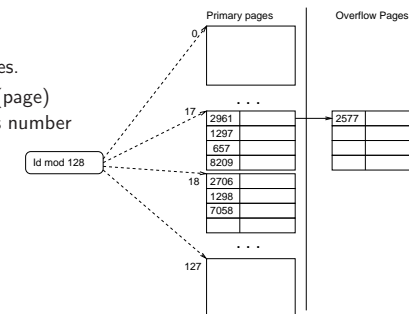 Primary pages
Overflow Pages
0
es.
(page)
s number
. . .
17
2961
2577
1297
657
8209
Id mod 128
18
2706
1298
7058
. . .
127